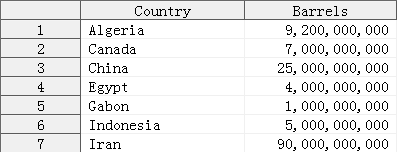 Country Barrels
1 Algeria 9,200,000,000
2 Canada 7,000,000,000
3 China 25,000,000,000
4 Egypt 4,000,000,000
5 Gabon 1,000,000,000
6 Indonesia 5,000,000,000
7 Iran 90,000,000,000